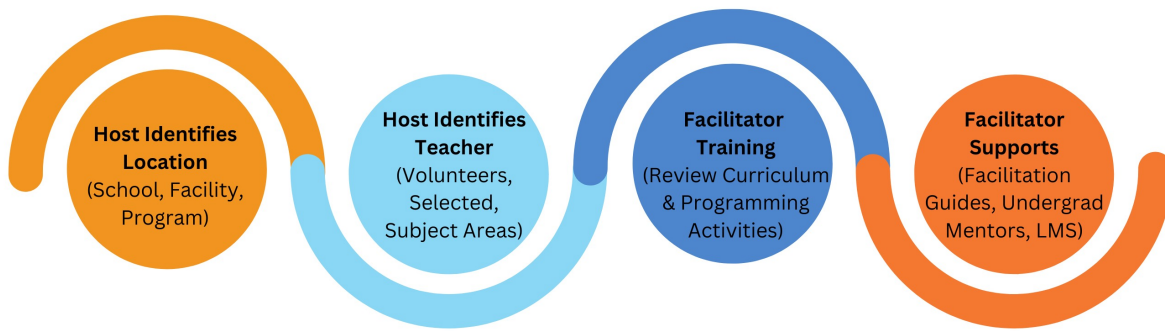 Host Identifies
Location
(School, Facility,
Program)
Host Identifies
Teacher
(Volunteers,
Selected,
Subject Areas)
Facilitator
Training
(Review Curriculum
& Programming
Activities)
Facilitator
Supports
(Facilitation
Guides, Undergrad
Mentors, LMS)